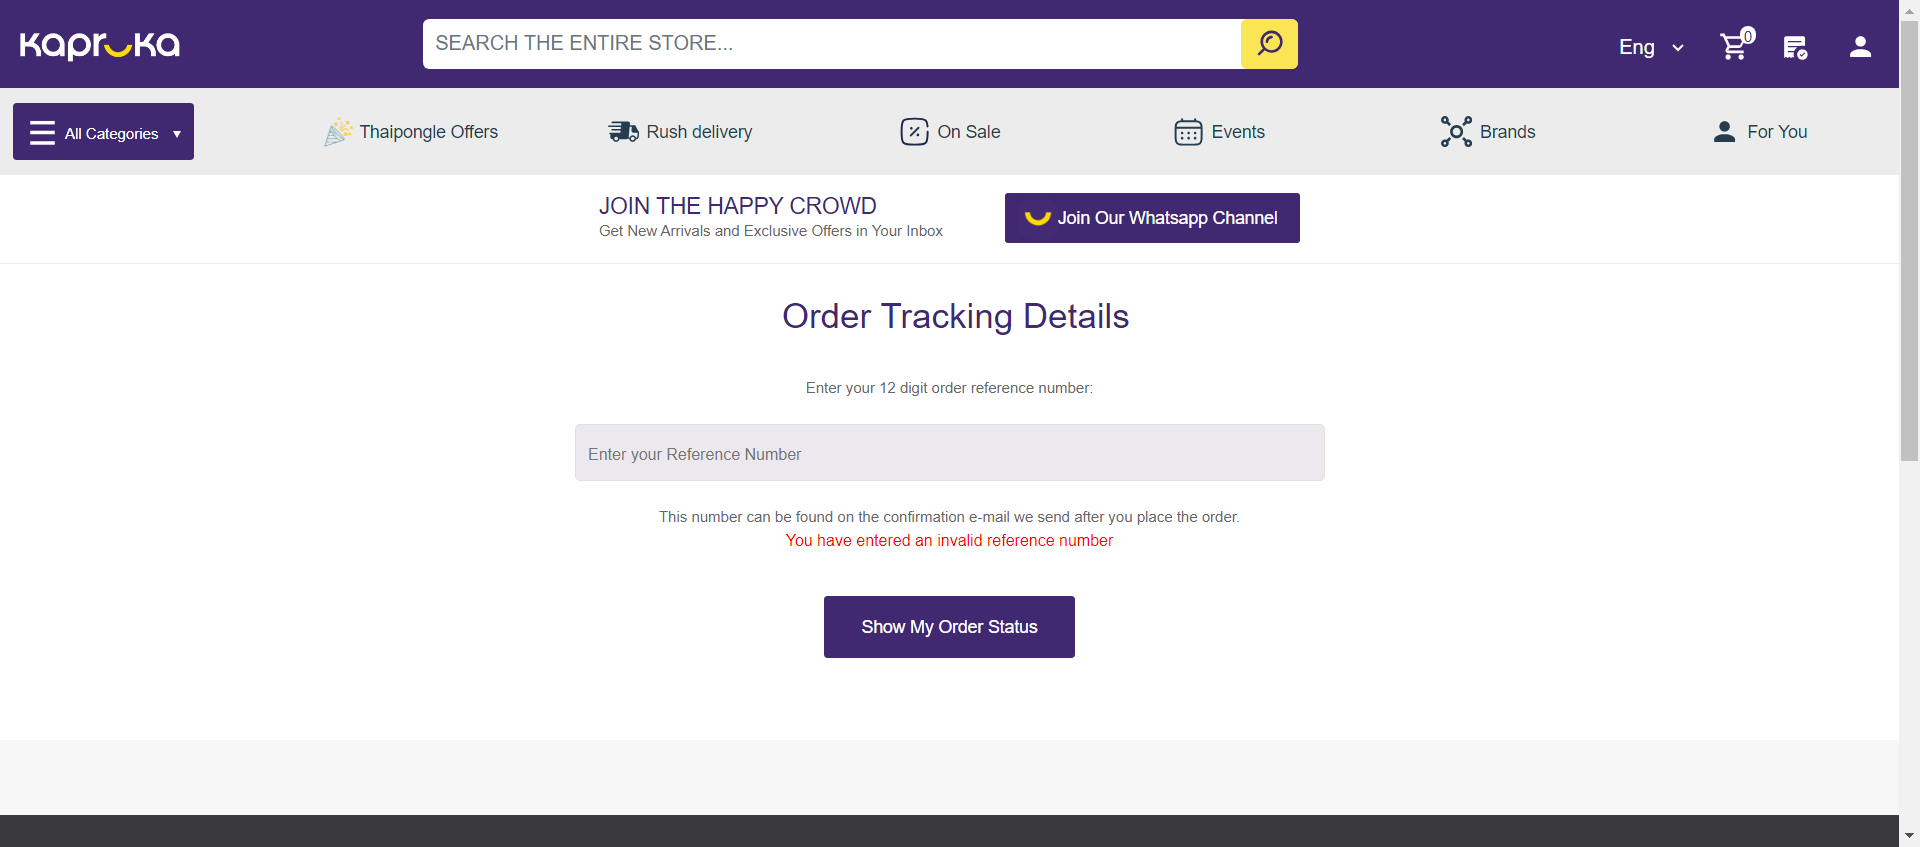 kapruka
SEARCH THE ENTIRE STORE...
Eng
0
All Categories
Thaipongle Offers
Rush delivery
On Sale
Events
Brands
For You
JOIN THE HAPPY CROWD
Get New Arrivals and Exclusive Offers in Your Inbox
Join Our Whatsapp Channel
Order Tracking Details
Enter your 12 digit order reference number:
Enter your Reference Number
This number can be found on the confirmation e-mail we send after you place the order.
You have entered an invalid reference number
Show My Order Status